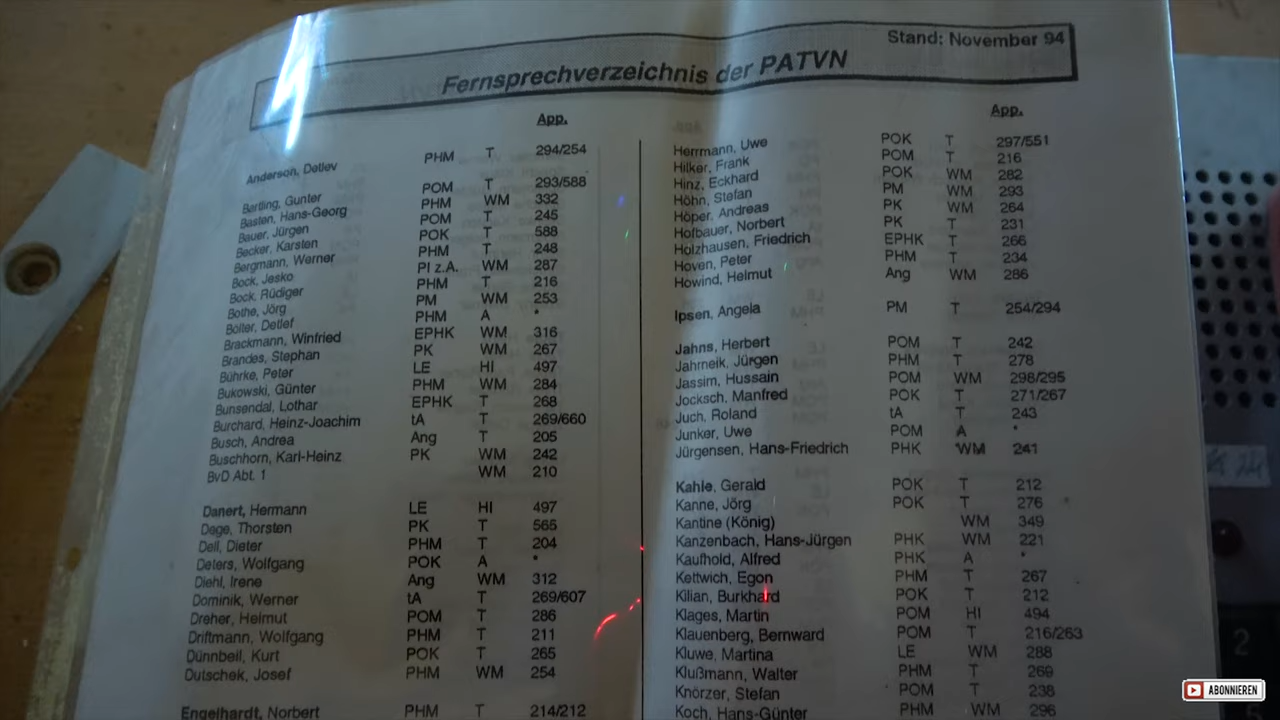 Stand: November 94
Fernsprechverzeichnis der PATVN
App.
Anderson, Detlev PHM T 294/254
Bartling, Gunter POM T 293/588
Basten, Hans-Georg PHM WM 332
Bauer, Jürgen POM T 245
Becker, Karsten POK T 588
Bergmann, Werner PHM T 248
Bock, Jesko PI z.A. WM 287
Bock, Rüdiger PHM T 216
Bothe, Jörg PM WM 253
Bölter, Detlef PHM A *
Brackmann, Winfried EPHK WM 316
Brandes, Stephan PK WM 267
Bührke, Peter LE HI 497
Bukowski, Günter PHM WM 284
Bunsendal, Lothar EPHK T 268
Burchard, Heinz-Joachim tA T 269/660
Busch, Andrea Ang T 205
Buschhorn, Karl-Heinz PK WM 242
BvD Abt. 1 WM 210
Danert, Hermann LE HI 497
Dege, Thorsten PK T 565
Dell, Dieter PHM T 204
Deters, Wolfgang POK A *
Diehl, Irene Ang WM 312
Dominik, Werner tA T 269/607
Dreher, Helmut POM T 286
Driftmann, Wolfgang PHM T 211
Dünnbeil, Kurt POK T 265
Dutschek, Josef PHM WM 254
Engelhardt, Norbert PHM T 214/212
App.
Herrmann, Uwe POK T 297/551
Hilker, Frank POM T 216
Hinz, Eckhard POK WM 282
Höhn, Stefan PM WM 293
Höper, Andreas PK WM 264
Hofbauer, Norbert PK T 231
Holzhausen, Friedrich EPHK T 266
Hoven, Peter PHM T 234
Howind, Helmut Ang WM 286
Ipsen, Angela PM T 254/294
Jahns, Herbert POM T 242
Jahrneik, Jürgen PHM T 278
Jassim, Hussain POM WM 298/295
Jocksch, Manfred POK T 271/267
Juch, Roland tA T 243
Junker, Uwe POM A *
Jürgensen, Hans-Friedrich PHK WM 241
Kahle, Gerald POK T 212
Kanne, Jörg POK T 276
Kantine (König) WM 349
Kanzenbach, Hans-Jürgen PHK WM 221
Kaufhold, Alfred PHK A *
Kettwich, Egon PHM T 267
Kilian, Burkhard POK T 212
Klages, Martin POM HI 494
Klauenberg, Bernward POM T 216/263
Kluwe, Martina LE WM 288
Klußmann, Walter PHM T 269
Knörzer, Stefan POM T 238
Koch, Hans-Günter PHM WM 296
2
ABONNIEREN